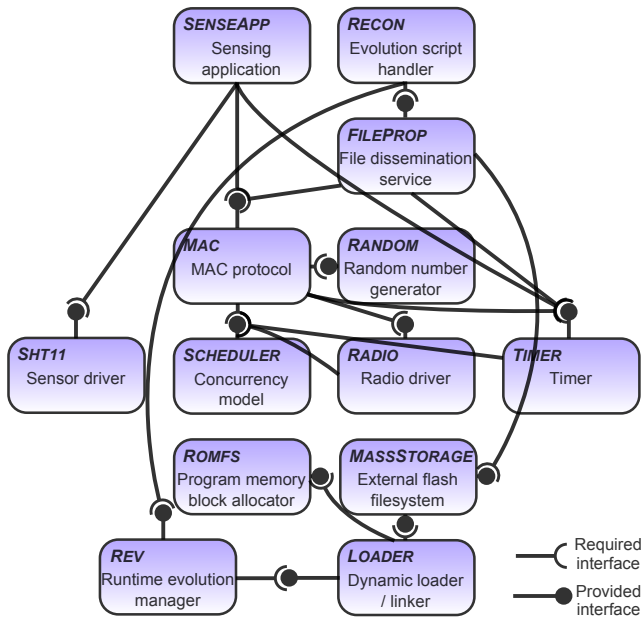 SENSEAPP
Sensing
application
RECON
Evolution script
handler
FILEPROP
File dissemination
service
MAC
MAC protocol
RANDOM
Random number
generator
SHT11
Sensor driver
SCHEDULER
Concurrency
model
RADIO
Radio driver
TIMER
Timer
ROMFS
Program memory
block allocator
MASSSTORAGE
External flash
filesystem
REV
Runtime evolution
manager
LOADER
Dynamic loader
/ linker
Required
interface
Provided
interface